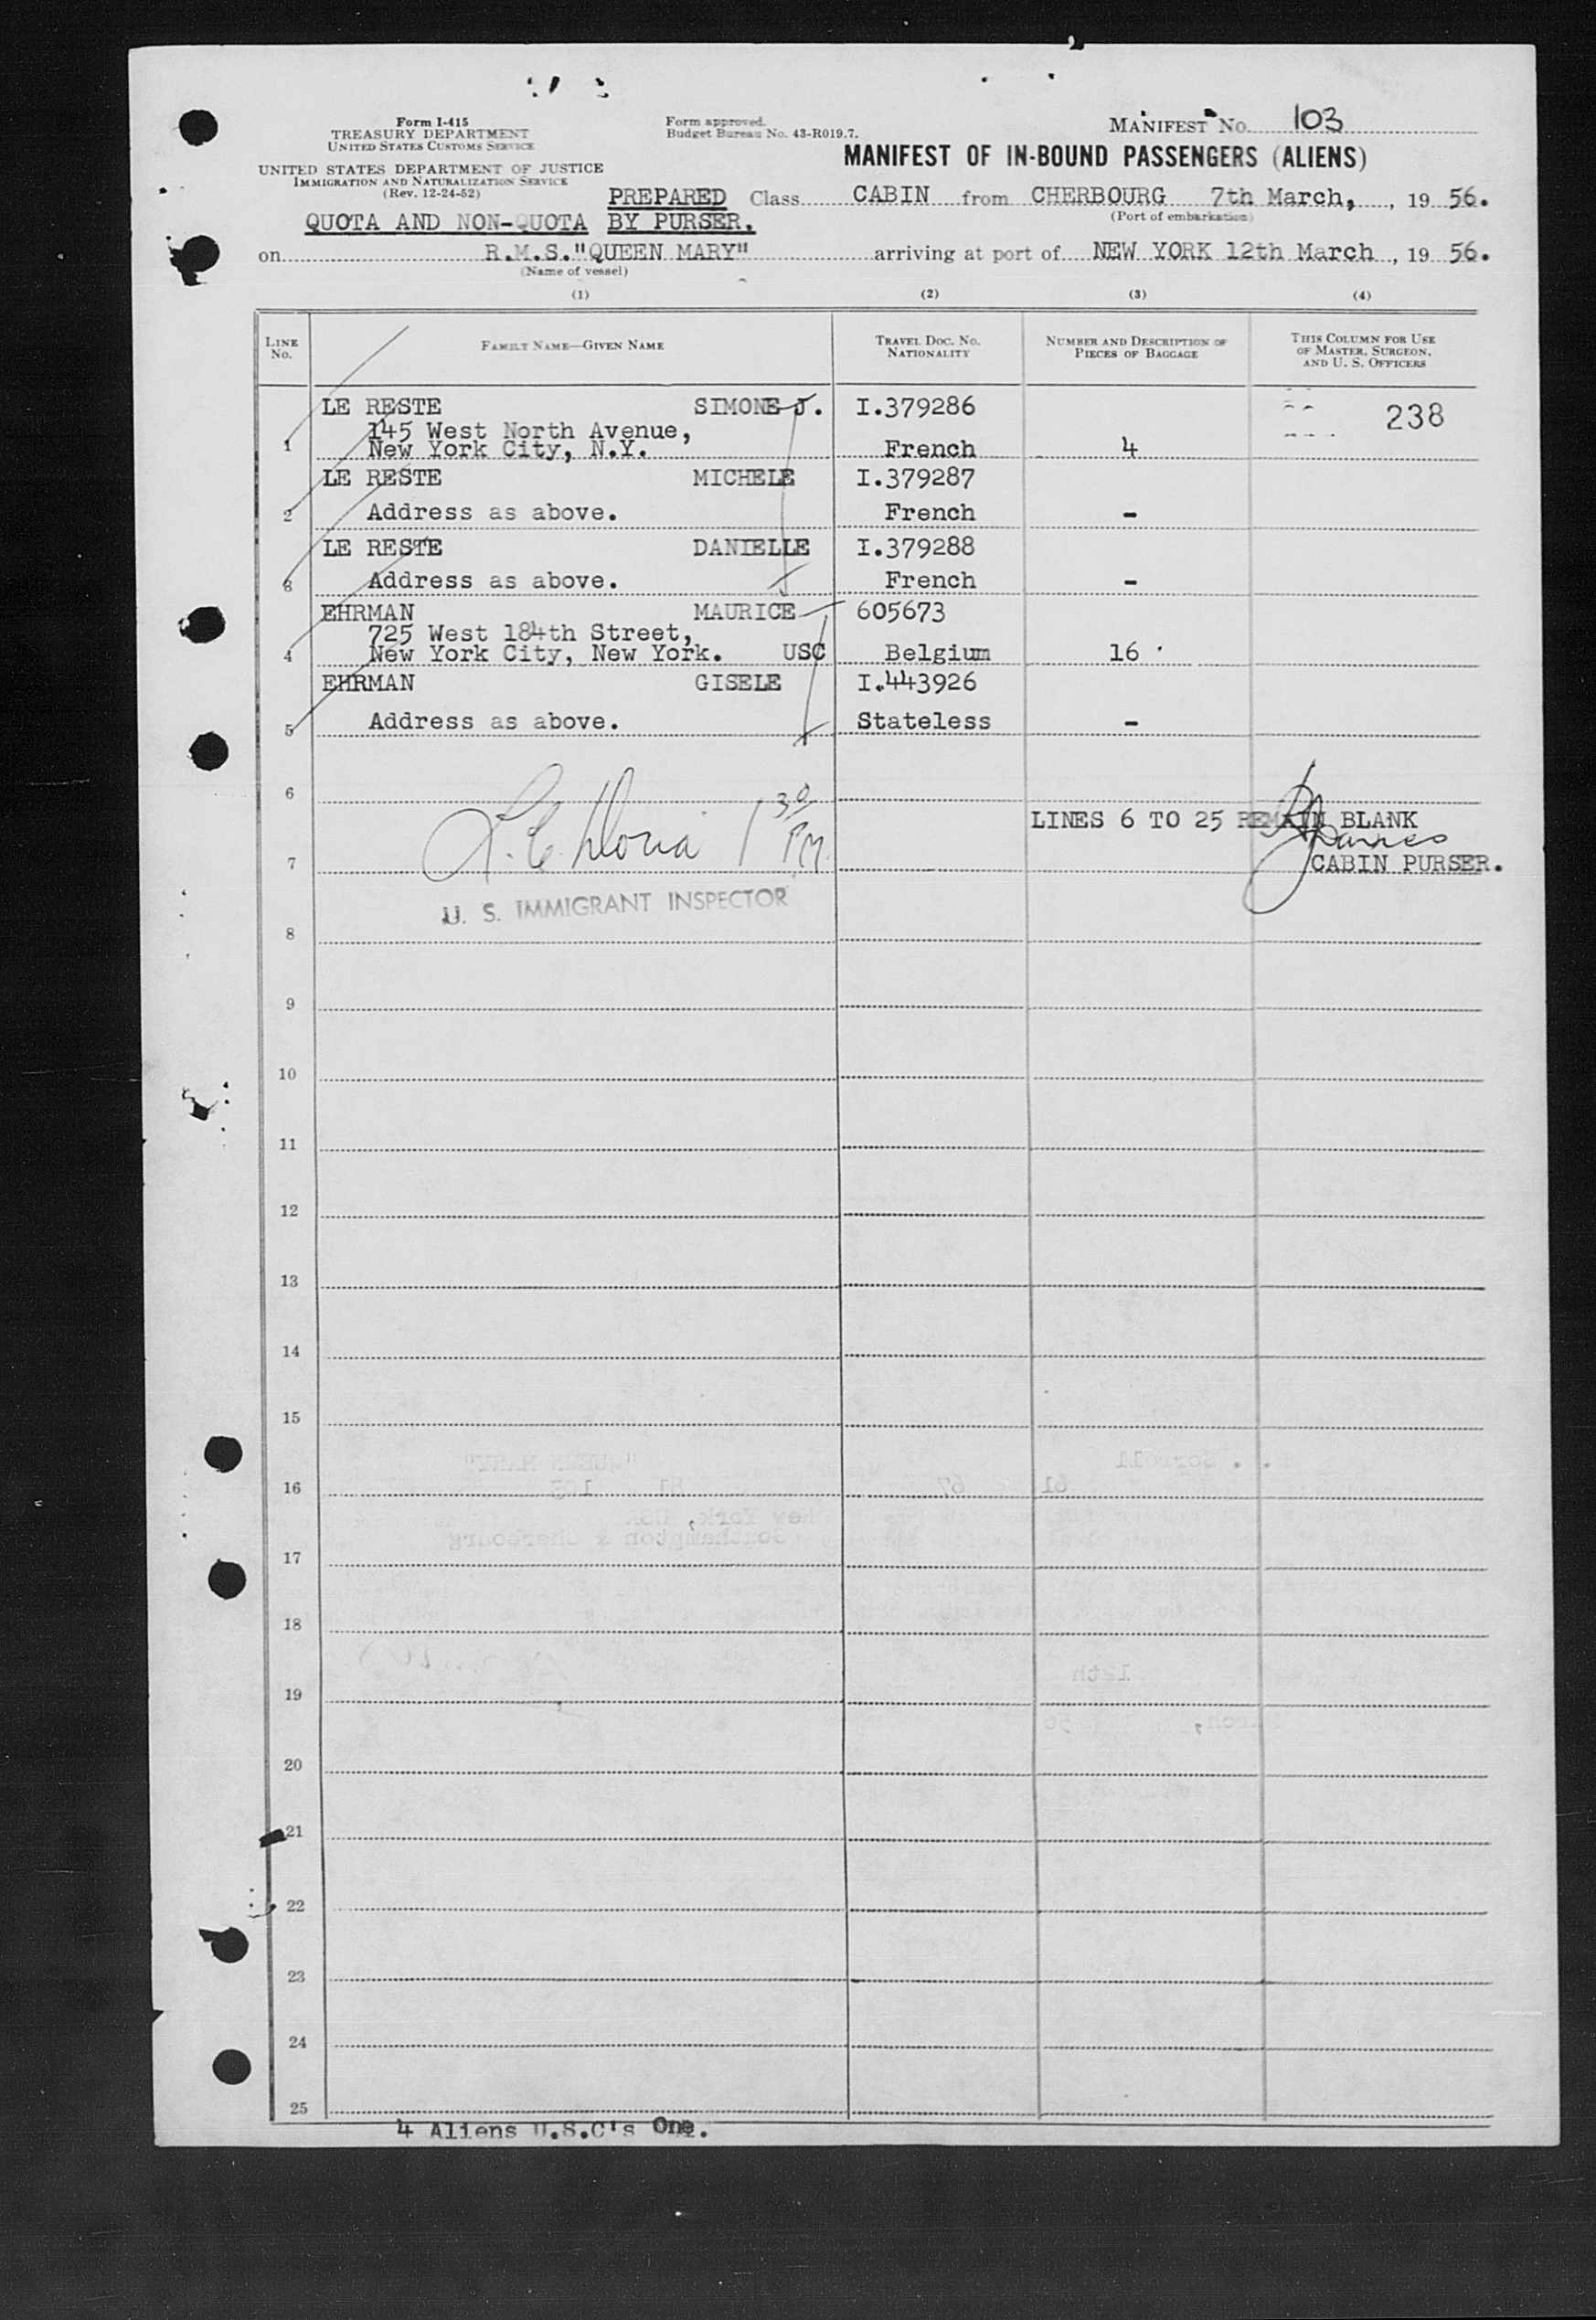 Form I-415
TREASURY DEPARTMENT
UNITED STATES CUSTOMS SERVICE
UNITED STATES DEPARTMENT OF JUSTICE
IMMIGRATION AND NATURALIZATION SERVICE
(Rev. 12-24-52)
Form approved.
Budget Bureau No. 43-R019.7.
MANIFEST No. 103
MANIFEST OF IN-BOUND PASSENGERS (ALIENS)
PREPARED Class CABIN from CHERBOURG 7th March, , 19 56.
(Port of embarkation)
QUOTA AND NON-QUOTA BY PURSER.
on R.M.S."QUEEN MARY" arriving at port of NEW YORK 12th March , 19 56.
(Name of vessel)
(1) (2) (3) (4)
LINE No. FAMILY NAME—GIVEN NAME TRAVEL DOC. NO. NATIONALITY NUMBER AND DESCRIPTION OF PIECES OF BAGGAGE THIS COLUMN FOR USE OF MASTER, SURGEON, AND U. S. OFFICERS
LE RESTE SIMONE J. I.379286 238
145 West North Avenue,
1 New York City, N.Y. French 4
LE RESTE MICHELE I.379287
2 Address as above. French -
LE RESTE DANIELLE I.379288
3 Address as above. French -
EHRMAN MAURICE 605673
725 West 184th Street,
4 New York City, New York. USC Belgium 16
EHRMAN GISELE I.443926
5 Address as above. Stateless -
6
LINES 6 TO 25 REMAIN BLANK
1 30 PM.
7 CABIN PURSER.
U. S. IMMIGRANT INSPECTOR
8
9
10
11
12
13
14
15
16
17
18
19
20
21
22
23
24
25
4 Aliens U.S.C's One.